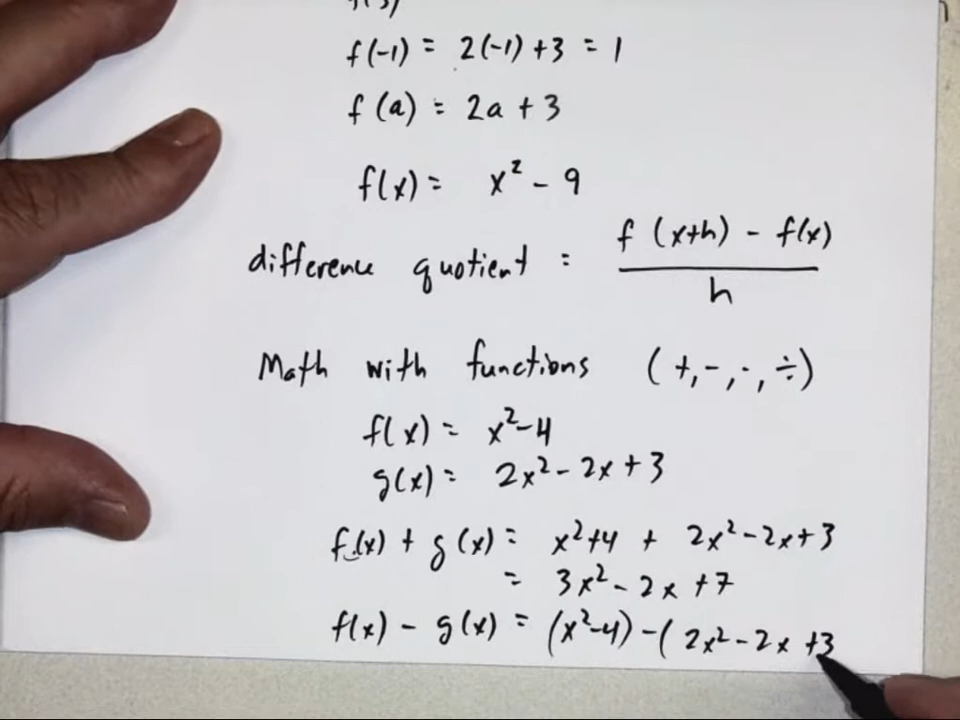 f(-1) = 2(-1) + 3 = 1
f(a) = 2a + 3
f(x) = x² - 9
difference quotient = f(x+h) - f(x)
h
Math with functions (+, -, ·, ÷)
f(x) = x² - 4
g(x) = 2x² - 2x + 3
f(x) + g(x) = x² + 4 + 2x² - 2x + 3
= 3x² - 2x + 7
f(x) - g(x) = (x² - 4) - (2x² - 2x + 3